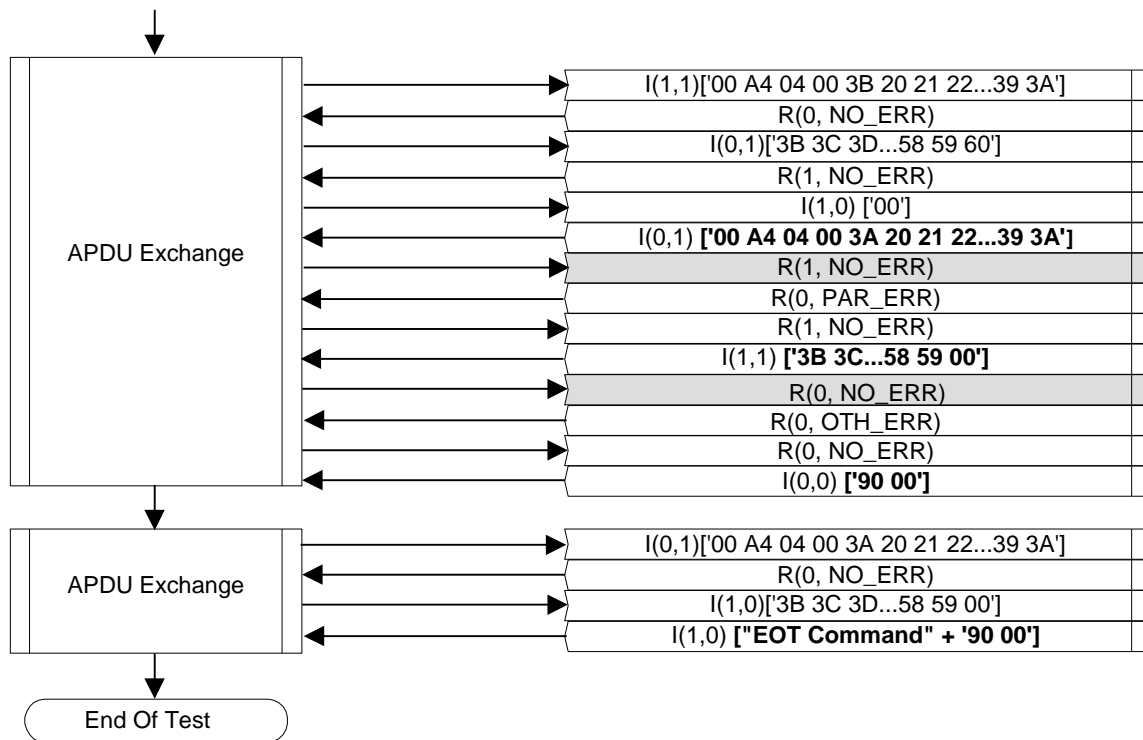 APDU Exchange
I(1,1)['00 A4 04 00 3B 20 21 22...39 3A']
R(0, NO_ERR)
I(0,1)['3B 3C 3D...58 59 60']
R(1, NO_ERR)
I(1,0) ['00']
I(0,1) ['00 A4 04 00 3A 20 21 22...39 3A']
R(1, NO_ERR)
R(0, PAR_ERR)
R(1, NO_ERR)
I(1,1) ['3B 3C...58 59 00']
R(0, NO_ERR)
R(0, OTH_ERR)
R(0, NO_ERR)
I(0,0) ['90 00']
APDU Exchange
I(0,1)['00 A4 04 00 3A 20 21 22...39 3A']
R(0, NO_ERR)
I(1,0)['3B 3C 3D...58 59 00']
I(1,0) ["EOT Command" + '90 00']
End Of Test